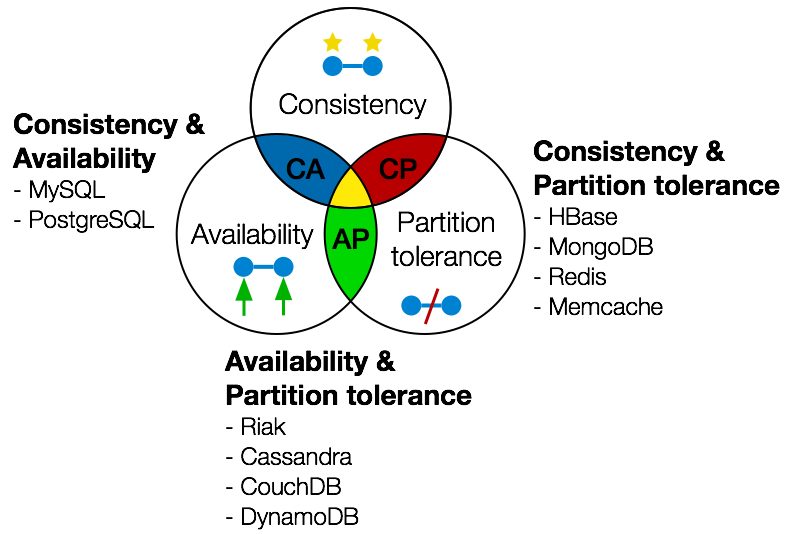 Consistency
Consistency &
Availability
- MySQL
- PostgreSQL
CA
CP
Consistency &
Partition tolerance
- HBase
- MongoDB
- Redis
- Memcache
Availability
AP
Partition
tolerance
Availability &
Partition tolerance
- Riak
- Cassandra
- CouchDB
- DynamoDB